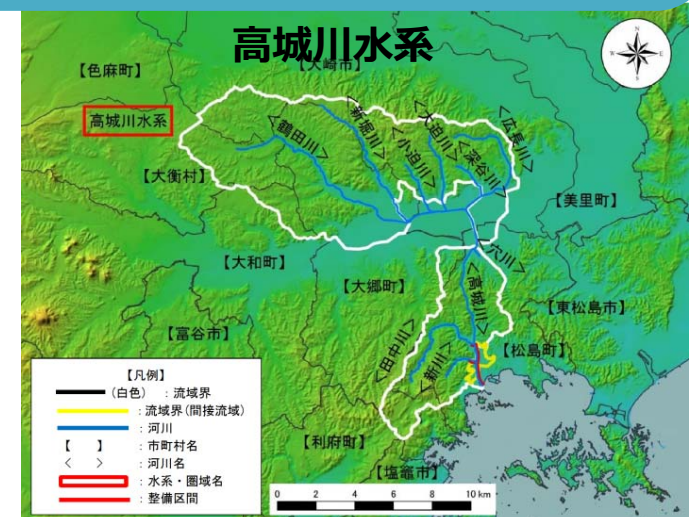 高城川水系
【色麻町】
【大崎市】
高城川水系
【大衡村】
<鶴田川>
<新堀川>
<小迫川>
<大迫川>
<深谷川>
<広長川>
【美里町】
<穴川>
【大和町】
【大郷町】
<高城川>
【東松島市】
【富谷市】
<田中川>
<新川>
【松島町】
【利府町】
【塩竈市】
N
W
E
S
【凡例】
(白色) : 流域界
: 流域界(間接流域)
: 河川
【 】 : 市町村名
< > : 河川名
: 水系・圏域名
: 整備区間
0 2 4 6 8 10 km